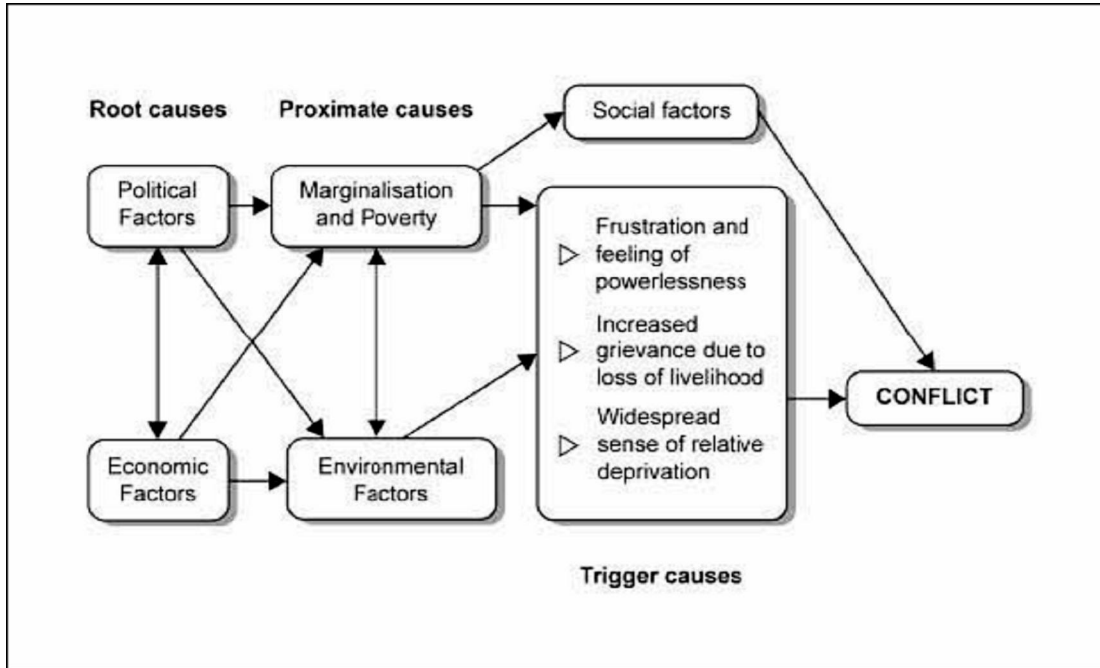 Root causes
Proximate causes
Social factors
Political
Factors
Marginalisation
and Poverty
Frustration and
feeling of
powerlessness
Increased
grievance due to
loss of livelihood
Widespread
sense of relative
deprivation
CONFLICT
Economic
Factors
Environmental
Factors
Trigger causes